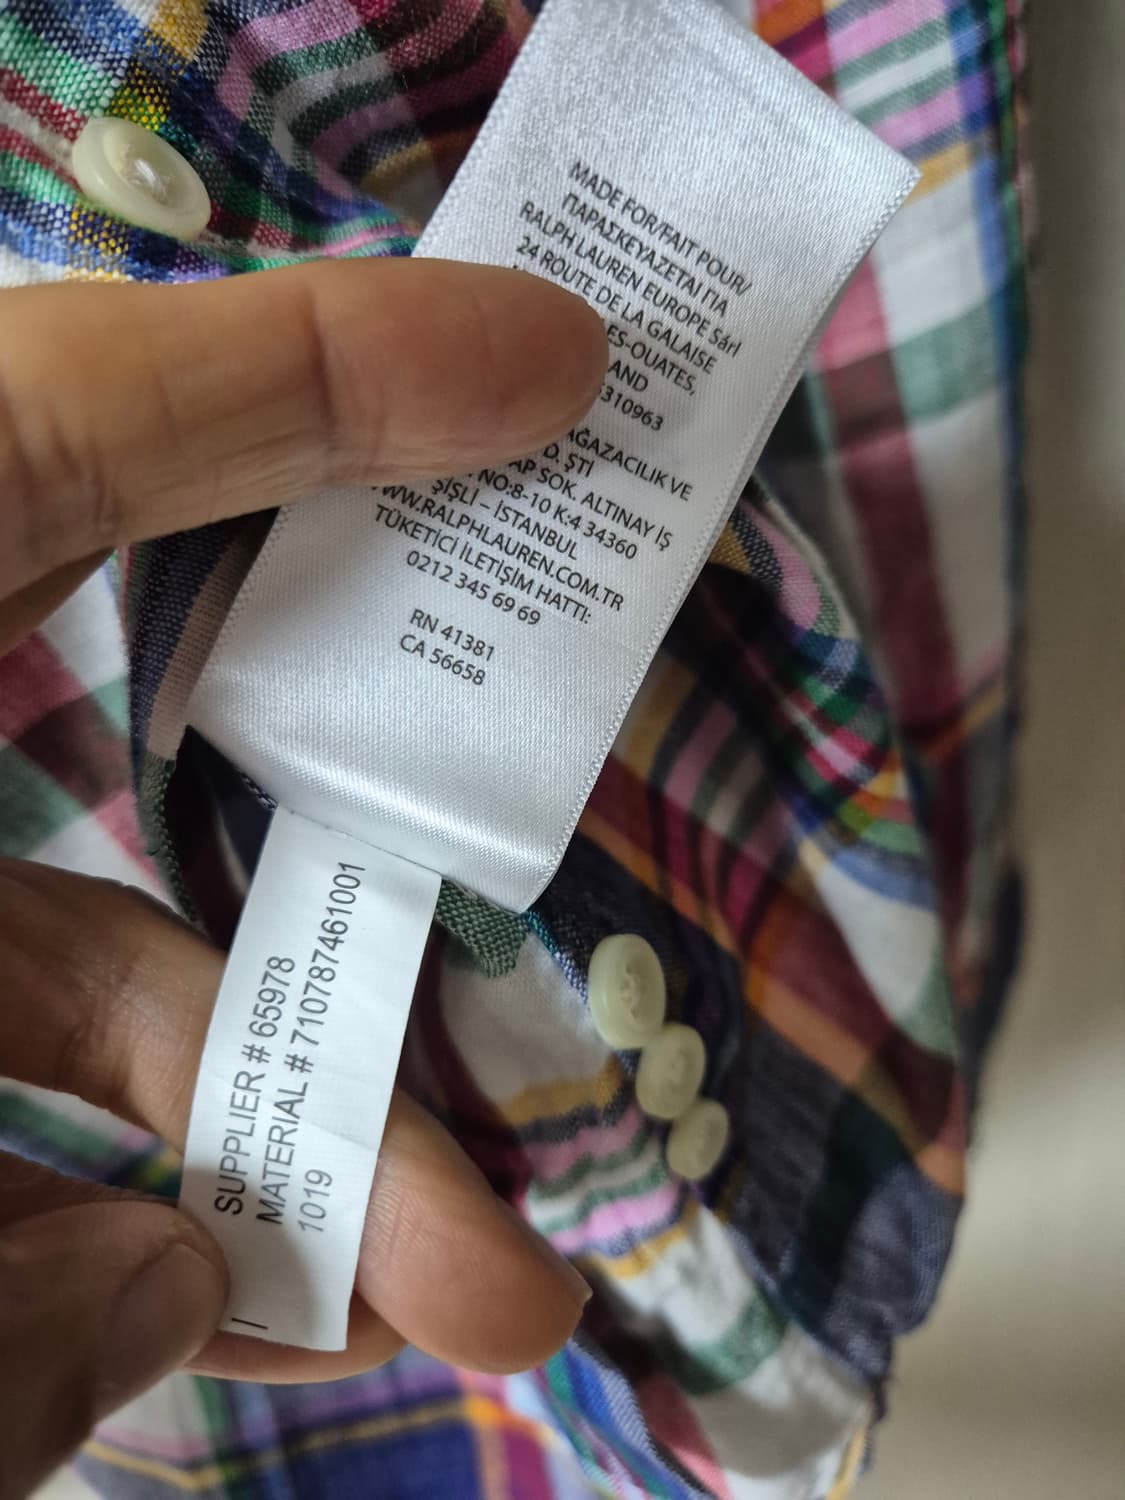 MADE FOR/FAIT POUR/
ΠΑΡΑΣΚΕΥΑΖΕΤΑΙ ΓΙΑ
RALPH LAUREN EUROPE Sárl
24 ROUTE DE LA GALAISE
ES-OUATES,
AND
310963
AĞAZACILIK VE
D. ŞTİ
AP SOK. ALTINAY İŞ
NO:8-10 K:4 34360
ŞİŞLİ – İSTANBUL
WWW.RALPHLAUREN.COM.TR
TÜKETİCİ İLETİŞİM HATTI:
0212 345 69 69
RN 41381
CA 56658
SUPPLIER # 65978
MATERIAL # 710787461001
1019